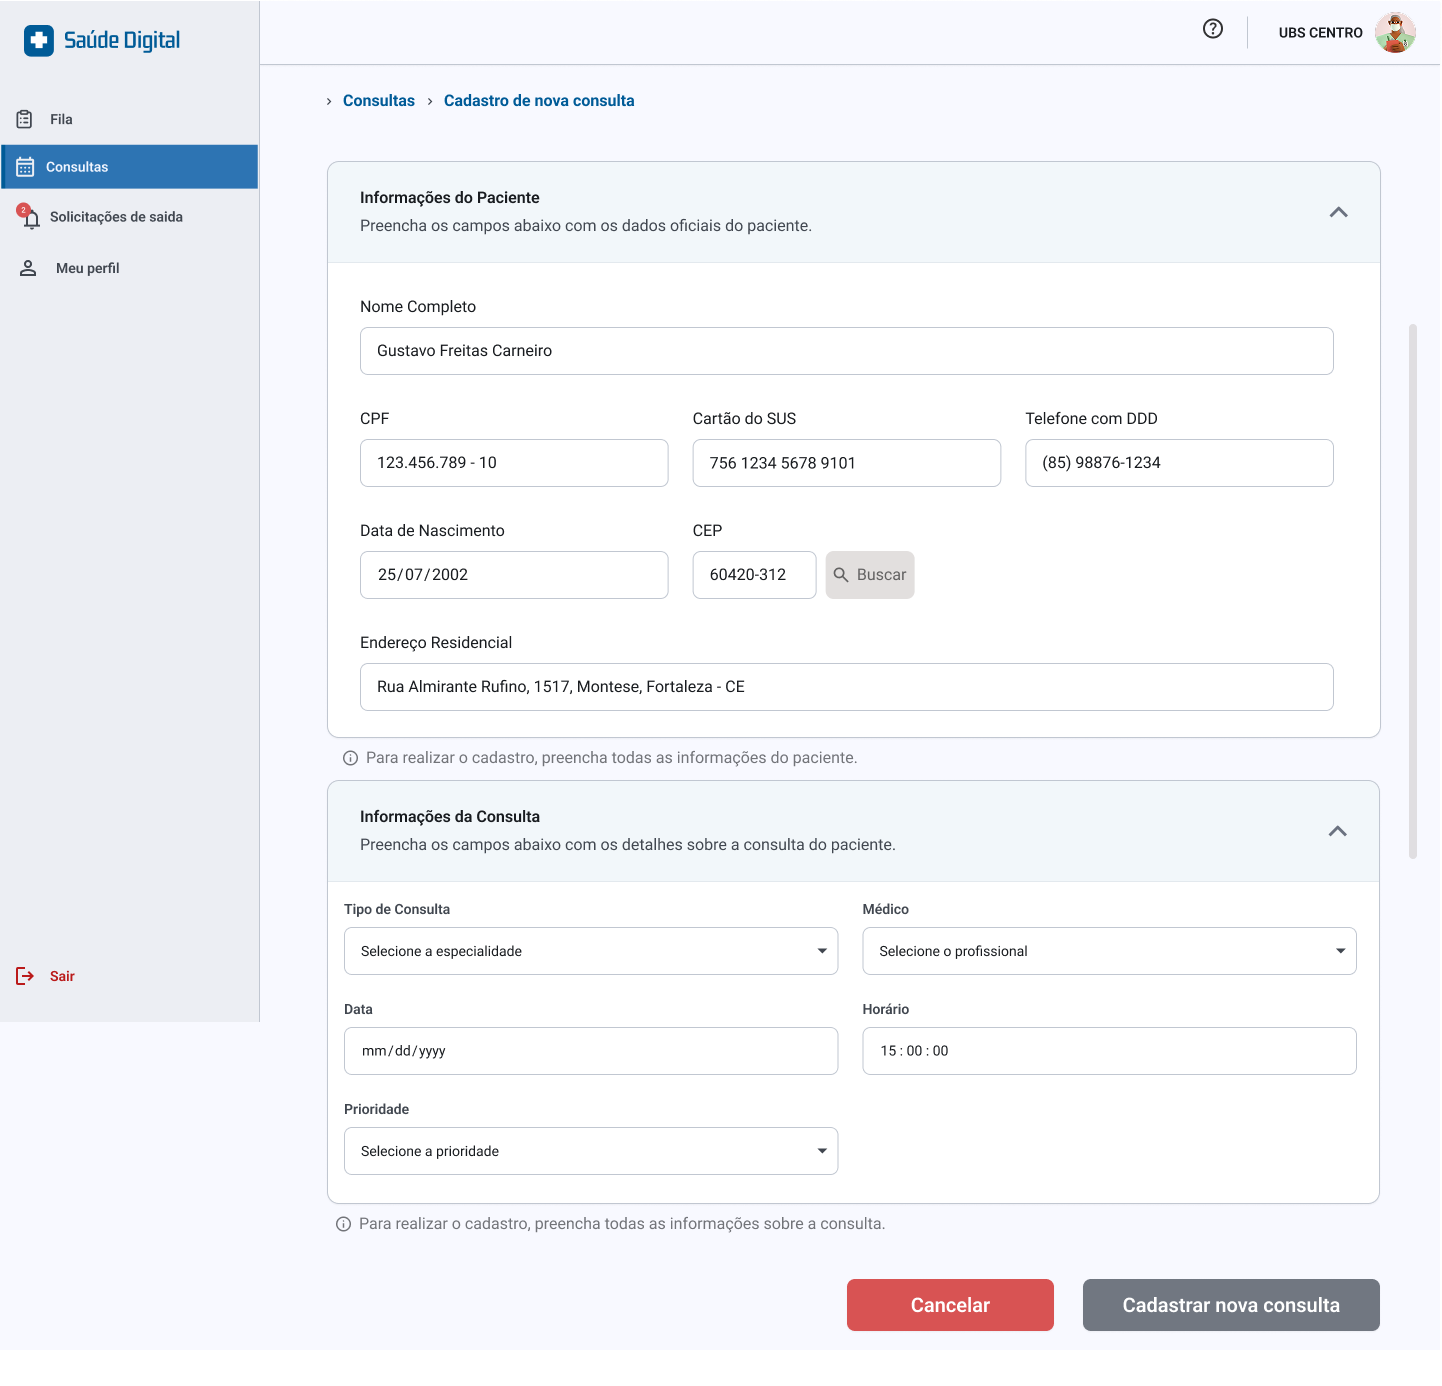 Saúde Digital
UBS CENTRO
Fila
Consultas
2
Solicitações de saida
Meu perfil
Sair
› Consultas › Cadastro de nova consulta
Informações do Paciente
Preencha os campos abaixo com os dados oficiais do paciente.
Nome Completo
Gustavo Freitas Carneiro
CPF Cartão do SUS Telefone com DDD
123.456.789 - 10 756 1234 5678 9101 (85) 98876-1234
Data de Nascimento CEP
25/07/2002 60420-312 Buscar
Endereço Residencial
Rua Almirante Rufino, 1517, Montese, Fortaleza - CE
Para realizar o cadastro, preencha todas as informações do paciente.
Informações da Consulta
Preencha os campos abaixo com os detalhes sobre a consulta do paciente.
Tipo de Consulta Médico
Selecione a especialidade Selecione o profissional
Data Horário
mm/dd/yyyy 15 : 00 : 00
Prioridade
Selecione a prioridade
Para realizar o cadastro, preencha todas as informações sobre a consulta.
Cancelar Cadastrar nova consulta